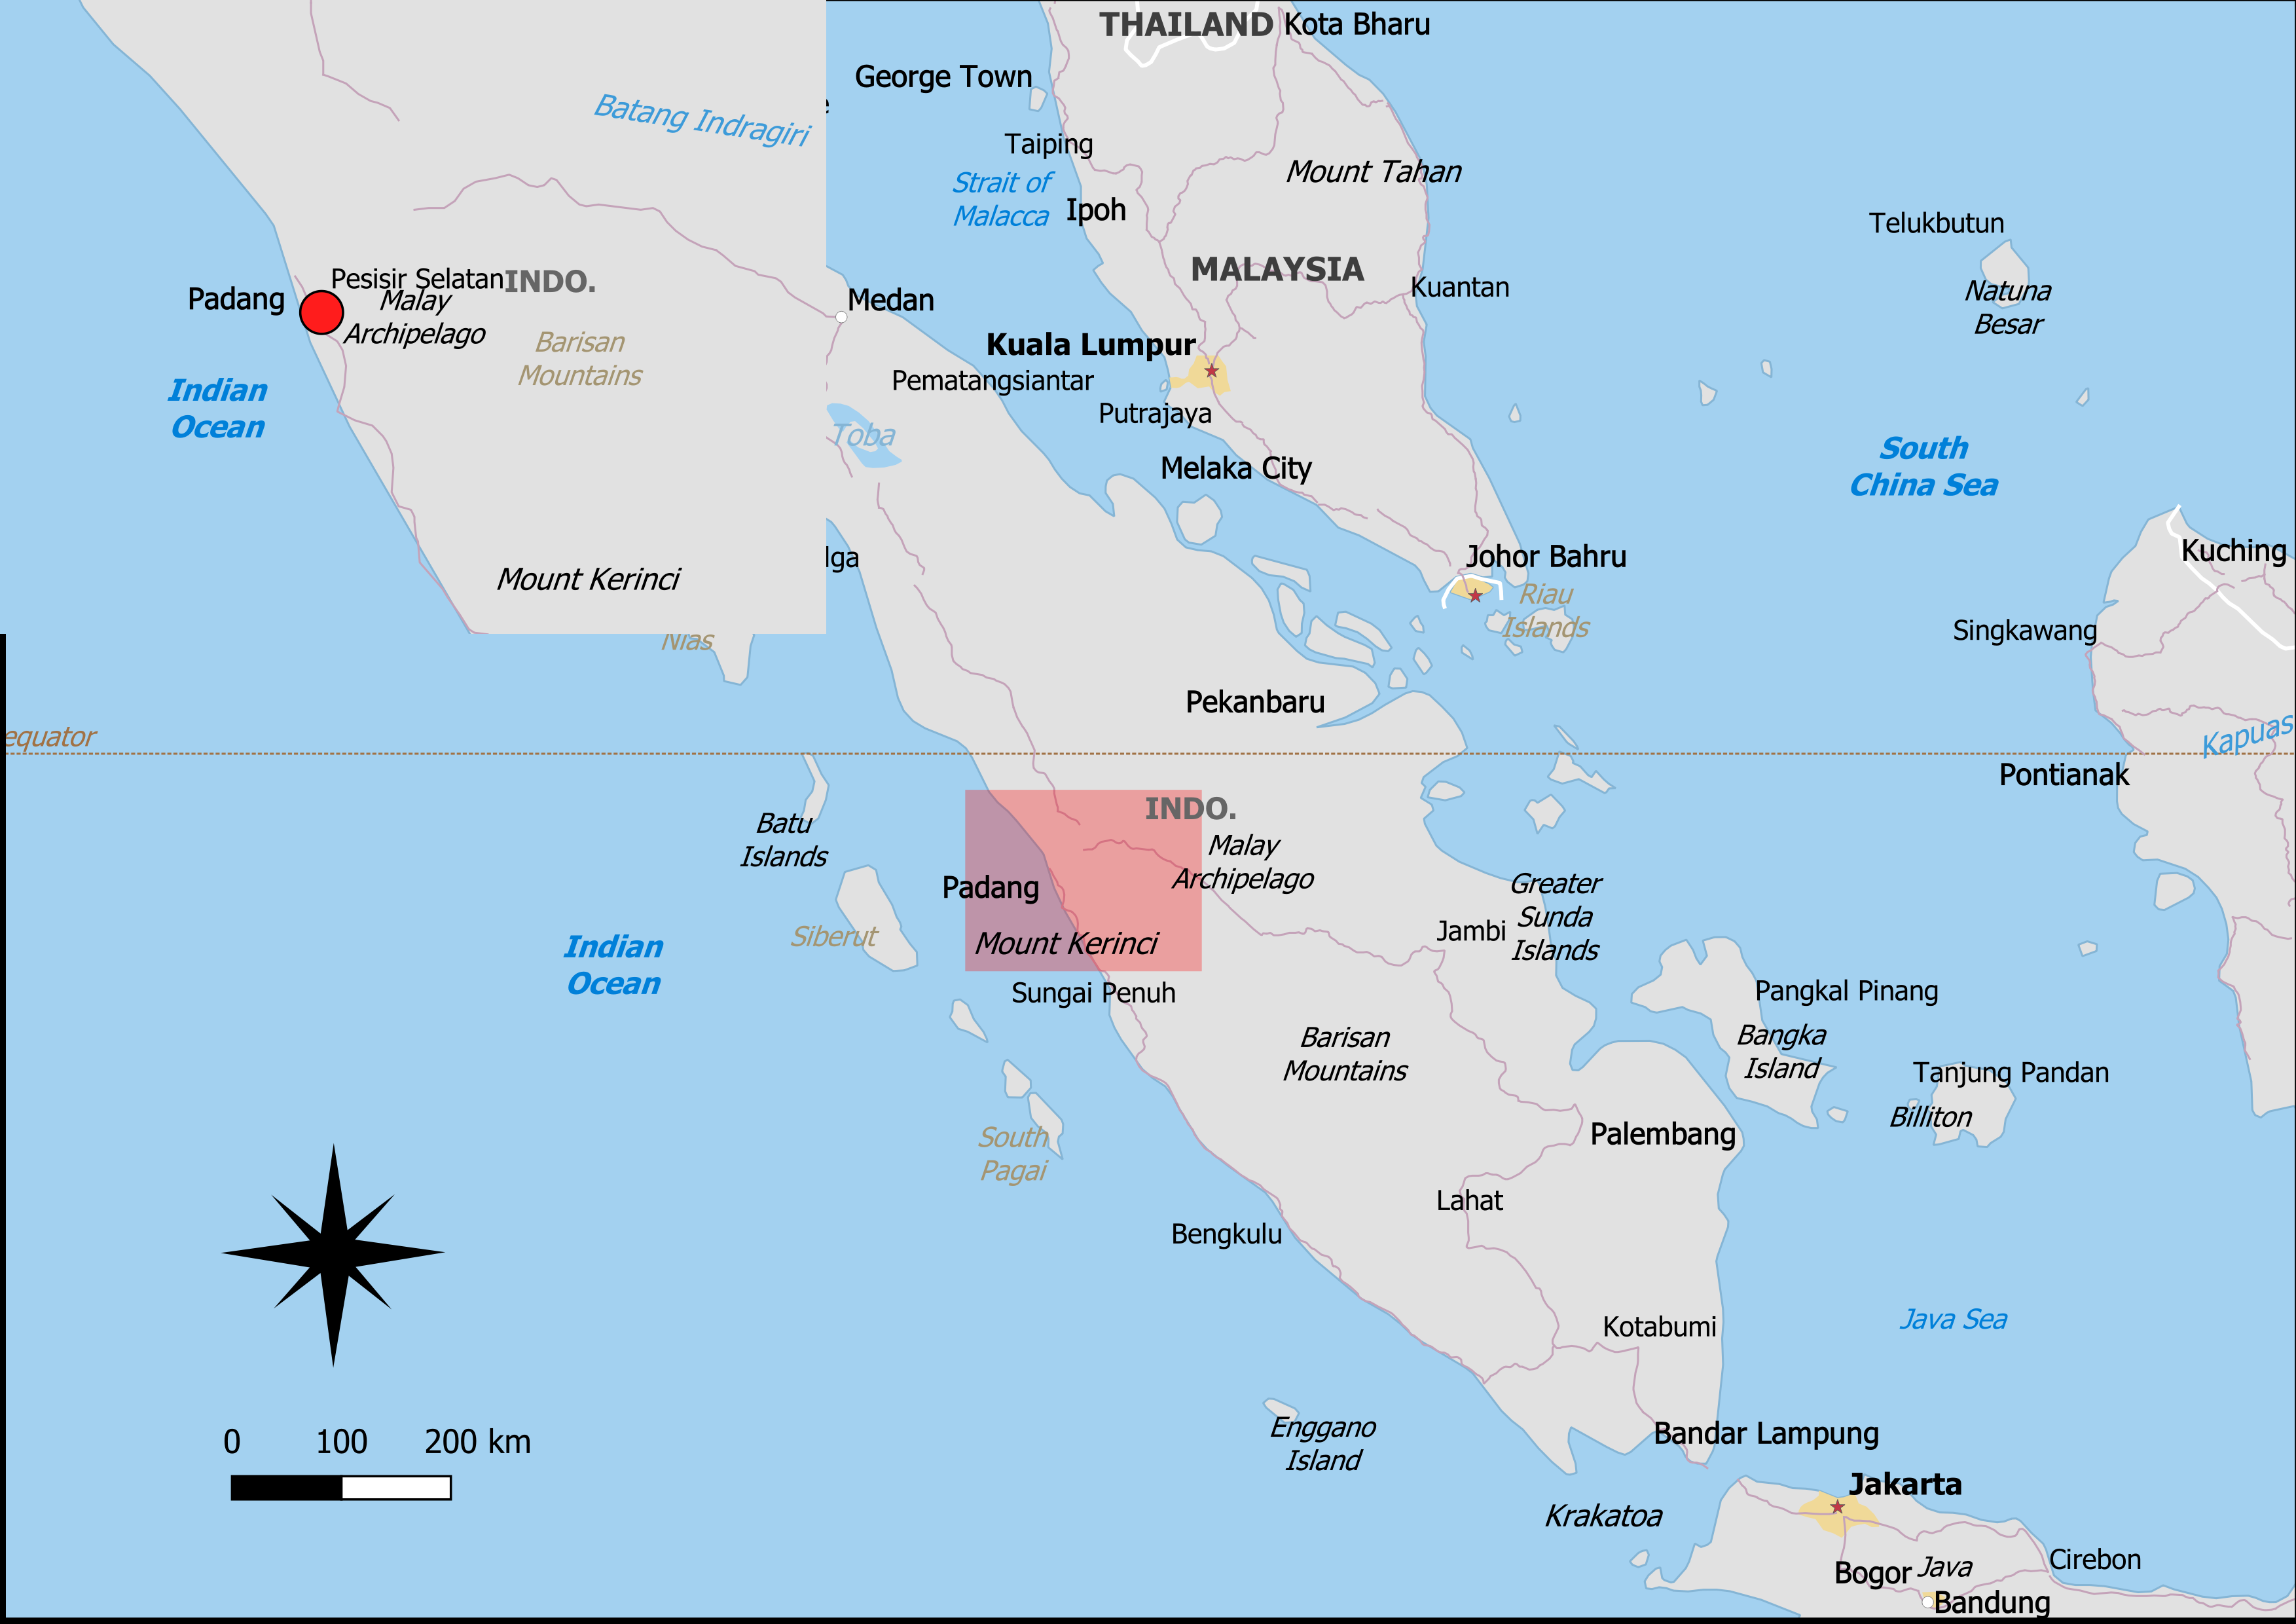 Batang Indragiri
Pesisir Selatan
INDO.
Padang
Malay
Archipelago
Barisan
Mountains
Indian
Ocean
Mount Kerinci
THAILAND
Kota Bharu
George Town
Taiping
Mount Tahan
Strait of
Malacca
Ipoh
Telukbutun
MALAYSIA
Kuantan
Natuna
Besar
Medan
Kuala Lumpur
Pematangsiantar
Putrajaya
Toba
Melaka City
South
China Sea
lga
Johor Bahru
Kuching
Riau
Islands
Singkawang
Nias
Pekanbaru
equator
Kapuas
Pontianak
INDO.
Batu
Islands
Malay
Archipelago
Padang
Greater
Sunda
Islands
Siberut
Jambi
Indian
Ocean
Mount Kerinci
Sungai Penuh
Pangkal Pinang
Barisan
Mountains
Bangka
Island
Tanjung Pandan
Billiton
South
Pagai
Palembang
Lahat
Bengkulu
Java Sea
Kotabumi
0 100 200 km
Enggano
Island
Bandar Lampung
Jakarta
Krakatoa
Bogor
Java
Cirebon
Bandung